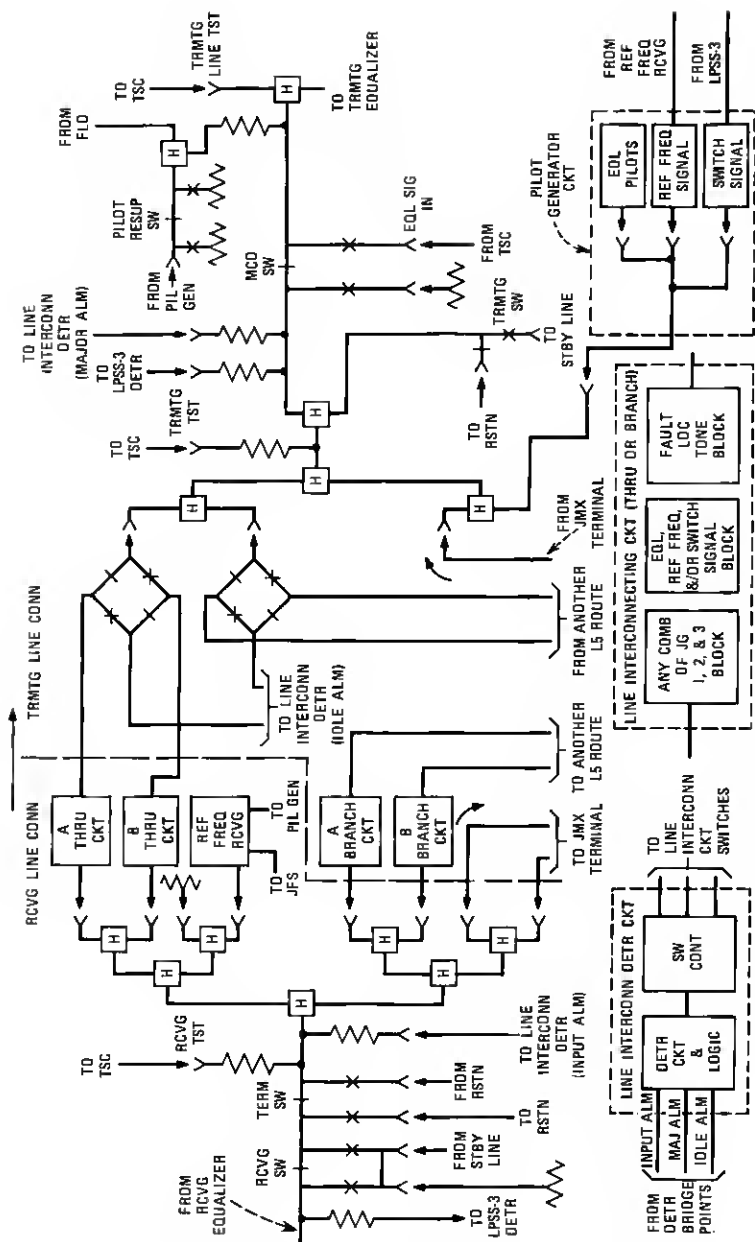 RCVG LINE CONN
TRMTG LINE CONN
FROM
RCVG
EQUALIZER
TO
LPSS-3
DETR
RCVG
SW
FROM
STBY LINE
TERM
SW
TO
RSTN
FROM
RSTN
TO
TSC
RCVG
TST
TO LINE
INTERCONN
DETR
(INPUT ALM)
H
H
H
H
H
H
H
A
THRU
CKT
B
THRU
CKT
REF
FREQ
RCVG
TO
JFS
TO
PIL GEN
A
BRANCH
CKT
B
BRANCH
CKT
TO JMX
TERMINAL
TO ANOTHER
L5 ROUTE
TO LINE
INTERCONN
DETR
(IDLE ALM)
FROM ANOTHER
L5 ROUTE
FROM
JMX
TERMINAL
H
H
H
H
TO
TSC
TRMTG
TST
TO
LPSS-3
DETR
TO LINE
INTERCONN
DETR
(MAJOR ALM)
TO
RSTN
TRMTG
SW
TO
STBY LINE
MCD
SW
FROM
PIL
GEN
PILOT
RESUP
SW
H
FROM
FLO
EQL SIG
IN
FROM
TSC
TO
TSC
TRMTG
LINE TST
H
TO
TRMTG
EQUALIZER
PILOT
GENERATOR
CKT
EQL
PILOTS
REF FREQ
SIGNAL
SWITCH
SIGNAL
FROM
REF
FREQ
RCVG
FROM
LPSS-3
FROM
DETR
BRIDGE
POINTS
INPUT ALM
MAJ ALM
IDLE ALM
LINE INTERCONN DETR CKT
DETR
CKT
&
LOGIC
SW
CONT
TO
LINE
INTERCONN
CKT
SWITCHES
LINE INTERCONNECTING CKT (THRU OR BRANCH)
ANY COMB
OF JG
1, 2, & 3
BLOCK
EQL,
REF FREQ,
&/OR SWITCH
SIGNAL
BLOCK
FAULT
LOC
TONE
BLOCK